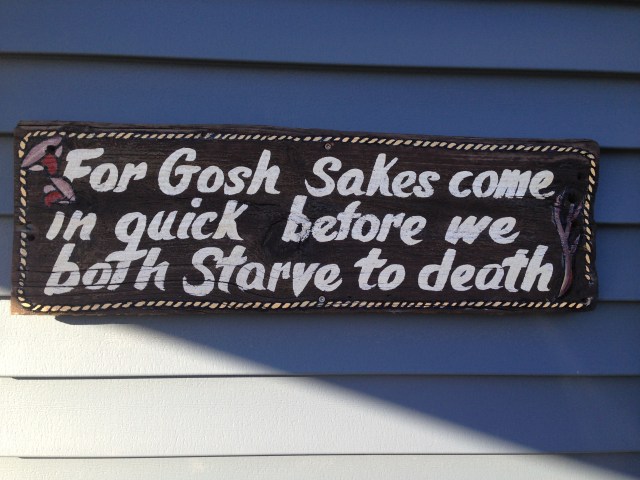 For Gosh Sakes come
in quick before we
both Starve to death